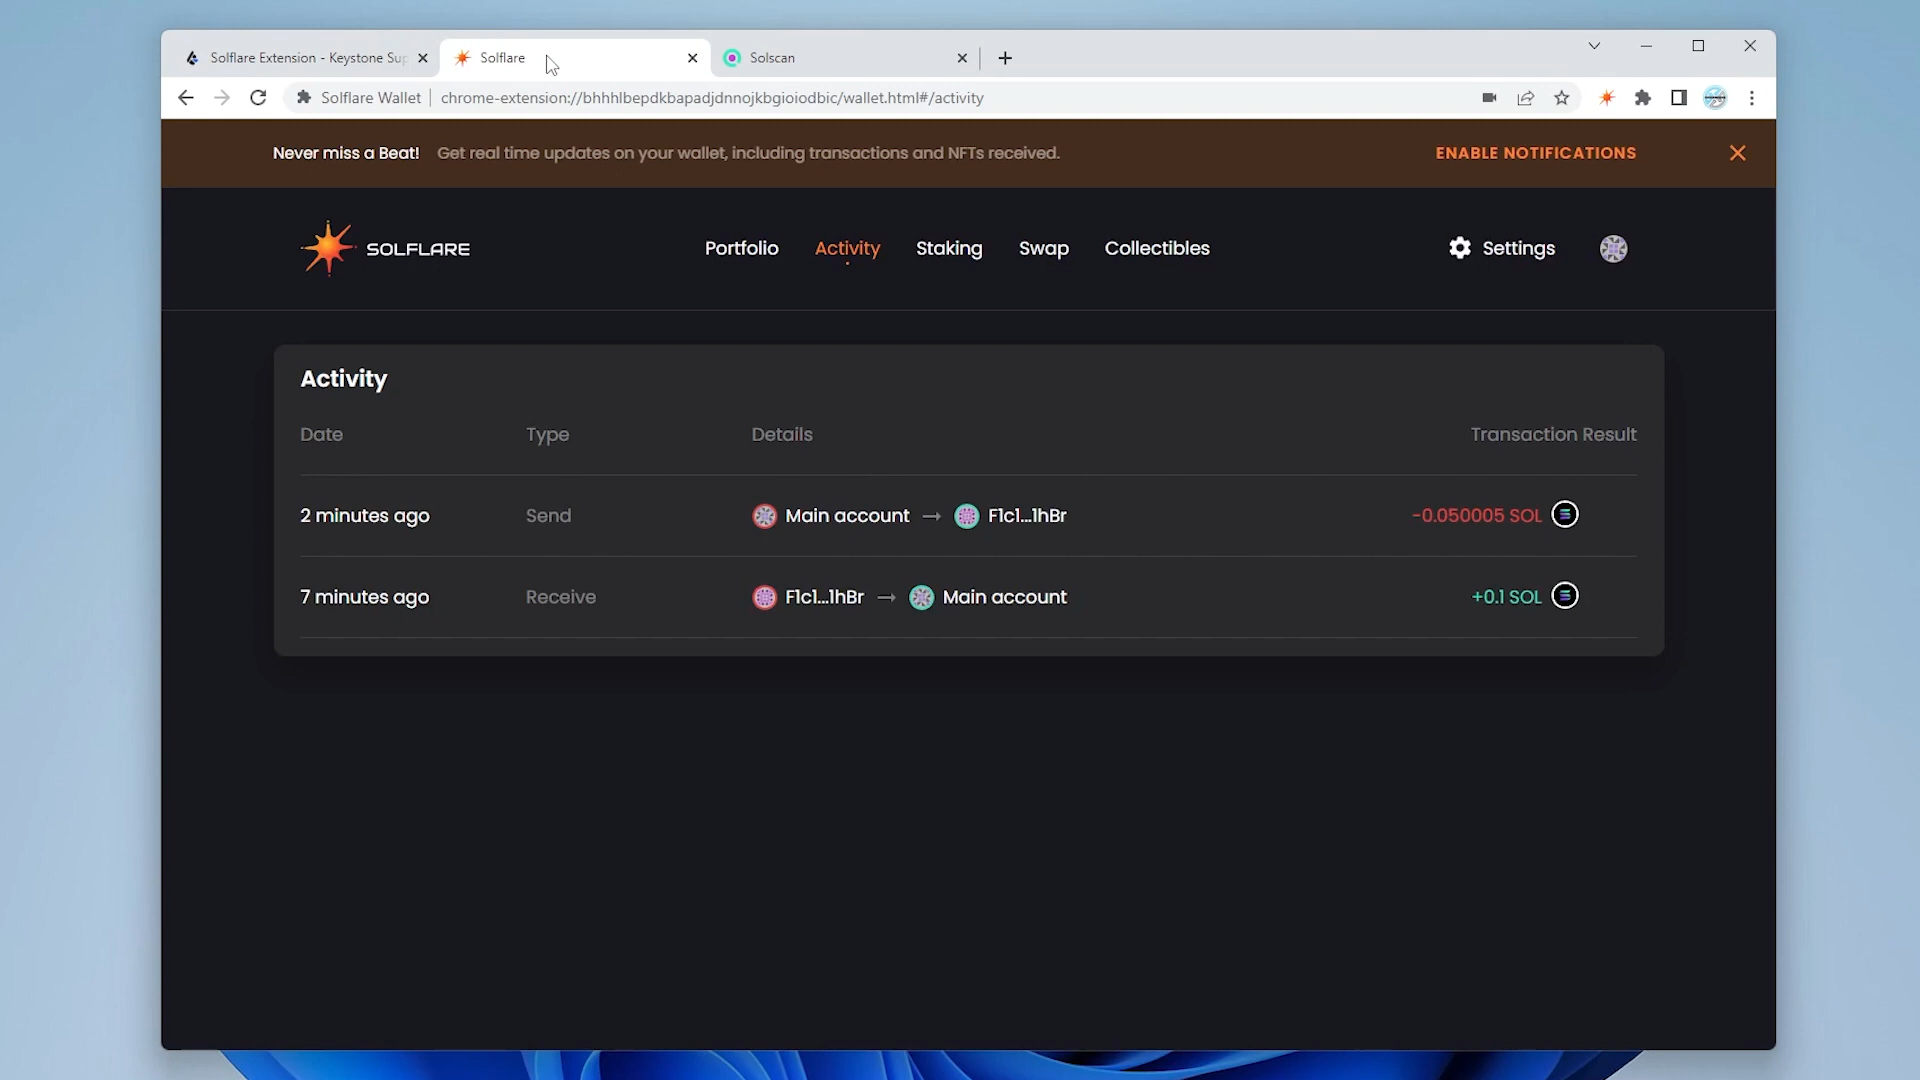 Solflare Extension - Keystone Sup
Solflare
Solscan
Solflare Wallet
chrome-extension://bhhhlbepdkbapadjdnnojkbgioiodbic/wallet.html#/activity
Never miss a Beat! Get real time updates on your wallet, including transactions and NFTs received.
ENABLE NOTIFICATIONS
SOLFLARE
Portfolio
Activity
Staking
Swap
Collectibles
Settings
Activity
Date Type Details Transaction Result
2 minutes ago Send Main account → F1c1...1hBr -0.050005 SOL
7 minutes ago Receive F1c1...1hBr → Main account +0.1 SOL